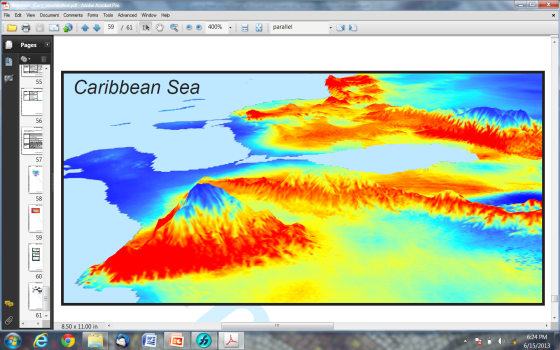 File Edit View Document Comments Forms Tools Advanced Window Help
59 / 61
400%
parallel
Pages
55
56
57
58
59
60
61
Caribbean Sea
8.50 x 11.00 in
6:24 PM
6/15/2013